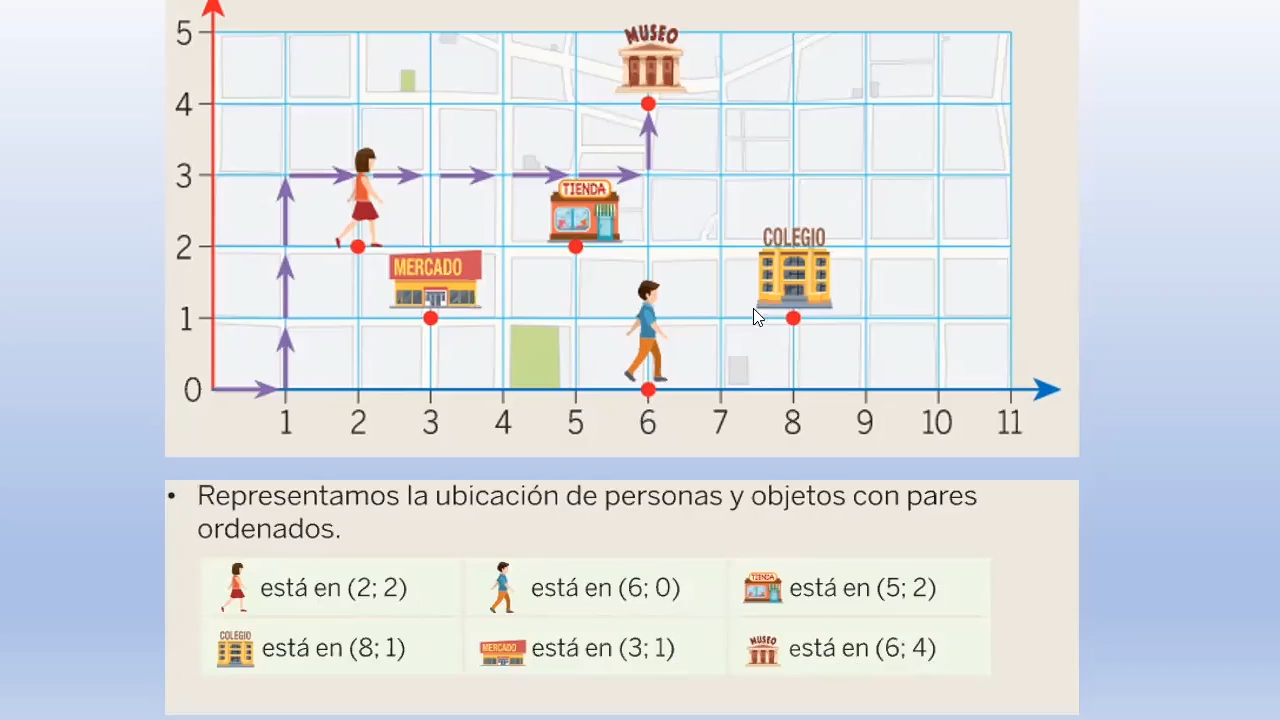 5
MUSEO
4
3
TIENDA
2
COLEGIO
MERCADO
1
0
1 2 3 4 5 6 7 8 9 10 11
• Representamos la ubicación de personas y objetos con pares
ordenados.
está en (2; 2) está en (6; 0) TIENDA está en (5; 2)
COLEGIO está en (8; 1) MERCADO está en (3; 1) MUSEO está en (6; 4)